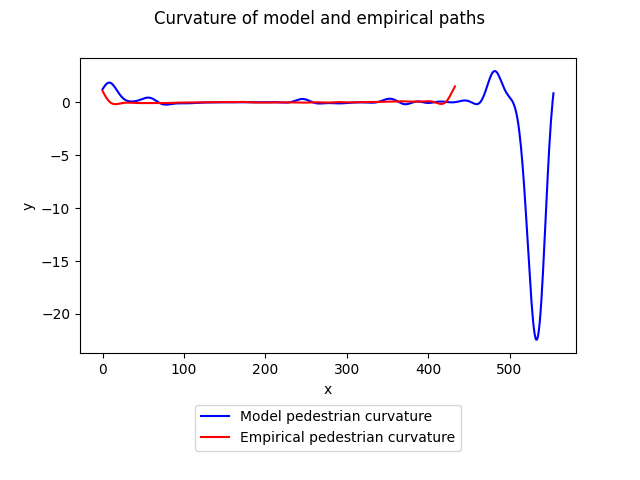 Curvature of model and empirical paths
y
0
−5
−10
−15
−20
0 100 200 300 400 500
x
Model pedestrian curvature
Empirical pedestrian curvature